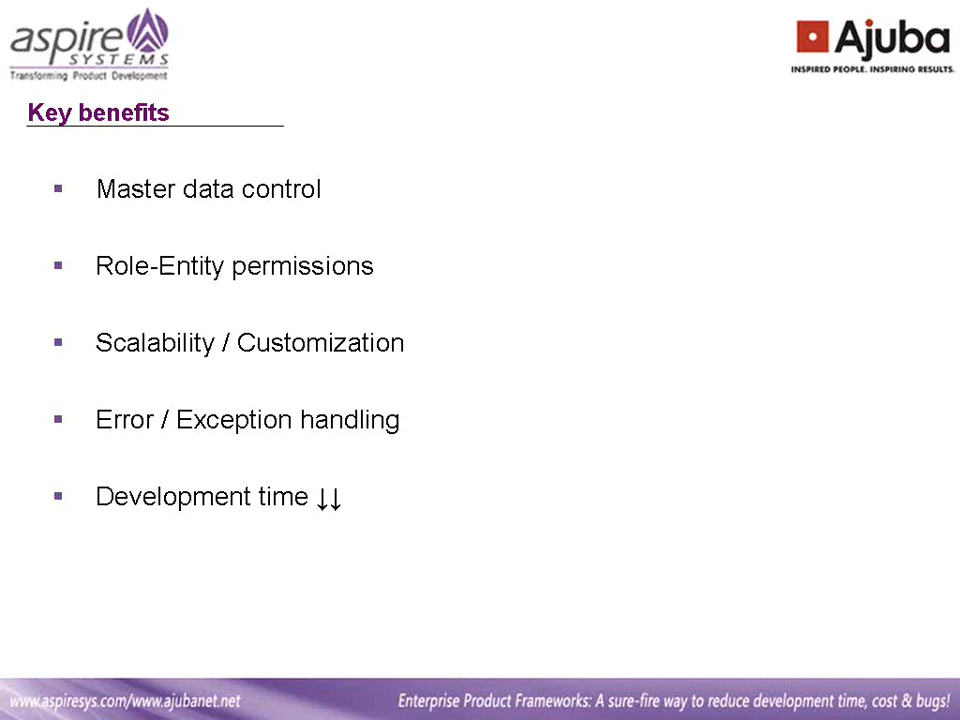 aspire
SYSTEMS
Transforming Product Development
Ajuba
INSPIRED PEOPLE. INSPIRING RESULTS.
Key benefits
▪ Master data control
▪ Role-Entity permissions
▪ Scalability / Customization
▪ Error / Exception handling
▪ Development time ↓↓
www.aspiresys.com/www.ajubanet.net
Enterprise Product Frameworks: A sure-fire way to reduce development time, cost & bugs!